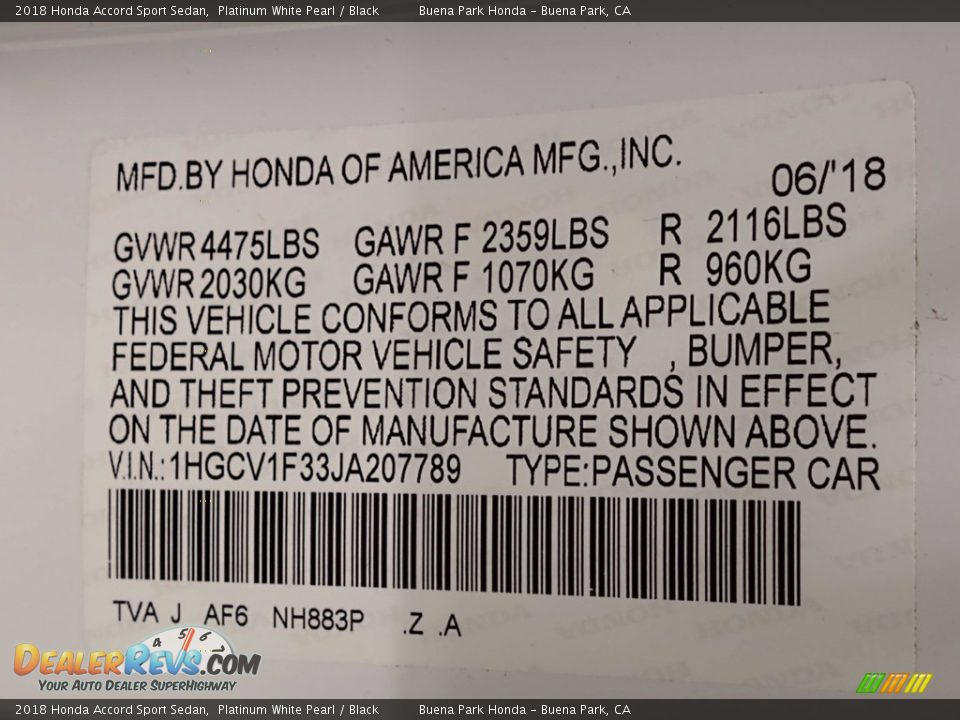 2018 Honda Accord Sport Sedan, Platinum White Pearl / Black Buena Park Honda – Buena Park, CA
MFD.BY HONDA OF AMERICA MFG.,INC.
06/'18
GVWR 4475LBS GAWR F 2359LBS R 2116LBS
GVWR 2030KG GAWR F 1070KG R 960KG
THIS VEHICLE CONFORMS TO ALL APPLICABLE
FEDERAL MOTOR VEHICLE SAFETY , BUMPER,
AND THEFT PREVENTION STANDARDS IN EFFECT
ON THE DATE OF MANUFACTURE SHOWN ABOVE.
V.I.N.:1HGCV1F33JA207789 TYPE:PASSENGER CAR
TVA J AF6 NH883P .Z .A
4 5 6 7
DEALERREVS.COM
YOUR AUTO DEALER SUPERHIGHWAY
2018 Honda Accord Sport Sedan, Platinum White Pearl / Black Buena Park Honda – Buena Park, CA